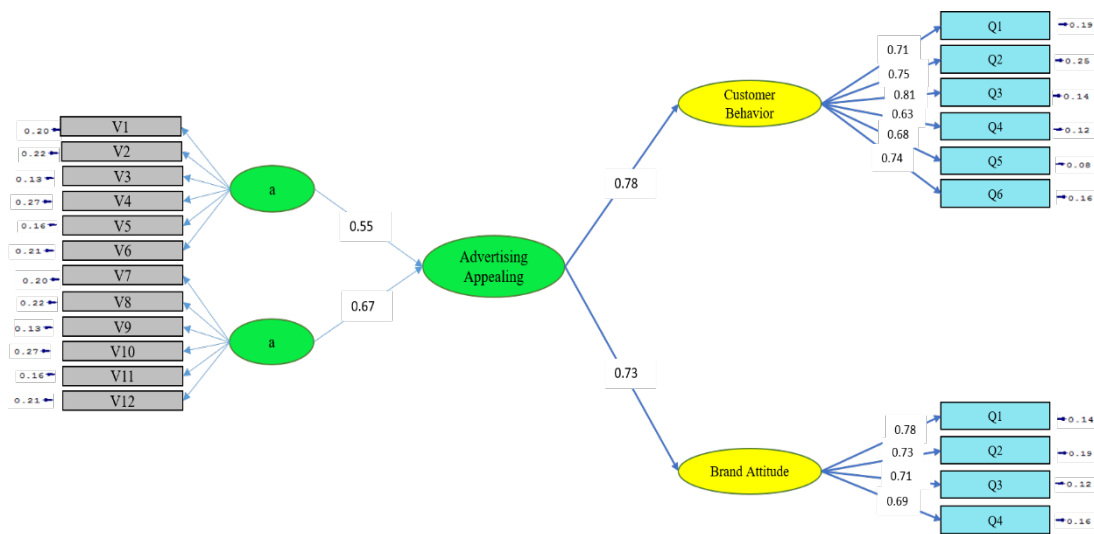 0.20
V1
0.22
V2
0.13
V3
0.27
V4
0.16
V5
0.21
V6
0.20
V7
0.22
V8
0.13
V9
0.27
V10
0.16
V11
0.21
V12
a
a
0.55
0.67
Advertising
Appealing
0.78
0.73
Customer
Behavior
0.71
0.75
0.81
0.63
0.68
0.74
Q1
0.19
Q2
0.25
Q3
0.14
Q4
0.12
Q5
0.08
Q6
0.16
Brand Attitude
0.78
0.73
0.71
0.69
Q1
0.14
Q2
0.19
Q3
0.12
Q4
0.16